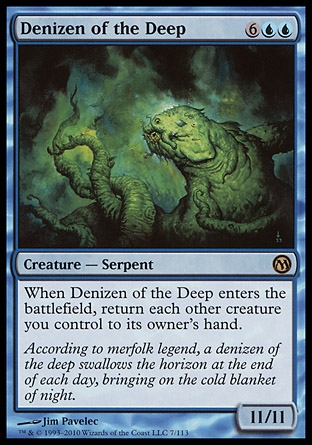 Denizen of the Deep 6
Creature — Serpent
When Denizen of the Deep enters the
battlefield, return each other creature
you control to its owner's hand.
According to merfolk legend, a denizen of
the deep swallows the horizon at the end
of each day, bringing on the cold blanket
of night.
Jim Pavelec
™ & © 1993-2010 Wizards of the Coast LLC 7/113
11/11